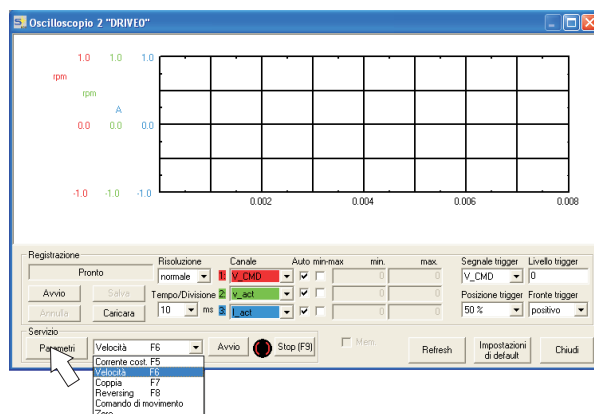 Oscilloscopio 2 "DRIVE0"
1.0 1.0 1.0
rpm
rpm
A
0.0 0.0 0.0
-1.0 -1.0 -1.0
0.002 0.004 0.006 0.008
Registrazione
Pronto
Avvio Salva
Annulla Caricara
Risoluzione Canale Auto min-max min. max. Segnale trigger Livello trigger
normale 1: V_CMD 0 0 V_CMD 0
Tempo/Divisione 2: v_act 0 0 Posizione trigger Fronte trigger
10 ms 3: I_act 0 0 50 % positivo
Servizio
Parametri Velocità F6 Avvio Stop (F9) Mem. Refresh Impostazioni di default Chiudi
Corrente cost. F5
Velocità F6
Coppia F7
Reversing F8
Comando di movimento
Zero